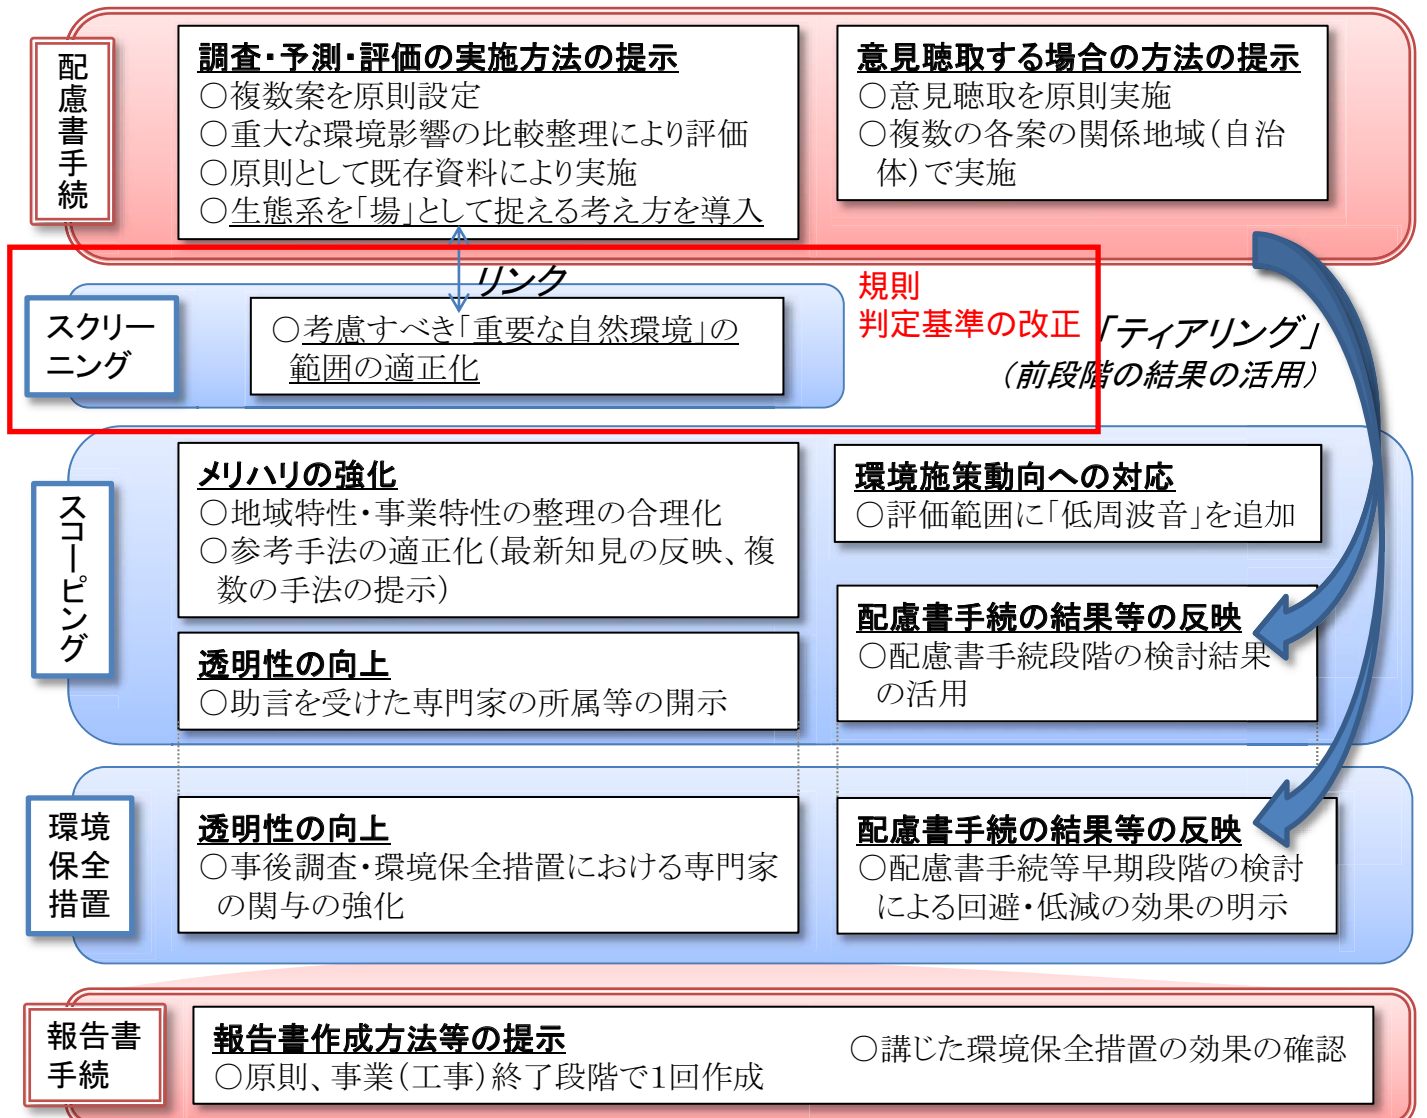 配慮書手続
調査・予測・評価の実施方法の提示
○複数案を原則設定
○重大な環境影響の比較整理により評価
○原則として既存資料により実施
○生態系を「場」として捉える考え方を導入
意見聴取する場合の方法の提示
○意見聴取を原則実施
○複数の各案の関係地域（自治
体）で実施
リンク
規則
判定基準の改正
スクリー
ニング
○考慮すべき「重要な自然環境」の
範囲の適正化
「ティアリング」
（前段階の結果の活用）
スコーピング
メリハリの強化
○地域特性・事業特性の整理の合理化
○参考手法の適正化（最新知見の反映、複
数の手法の提示）
環境施策動向への対応
○評価範囲に「低周波音」を追加
透明性の向上
○助言を受けた専門家の所属等の開示
配慮書手続の結果等の反映
○配慮書手続段階の検討結果
の活用
環境
保全
措置
透明性の向上
○事後調査・環境保全措置における専門家
の関与の強化
配慮書手続の結果等の反映
○配慮書手続等早期段階の検討
による回避・低減の効果の明示
報告書
手続
報告書作成方法等の提示
○原則、事業（工事）終了段階で１回作成
○講じた環境保全措置の効果の確認